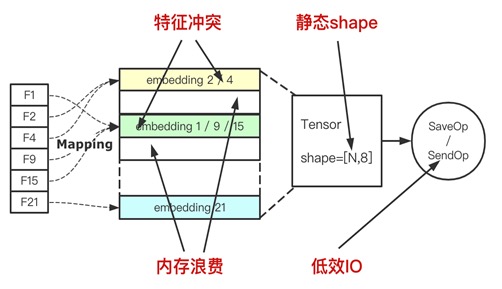 特征冲突
静态shape
F1
F2
F4
F9
F15
F21
Mapping
embedding 2 / 4
embedding 1 / 9 / 15
embedding 21
Tensor
shape=[N,8]
SaveOp
/
SendOp
内存浪费
低效IO